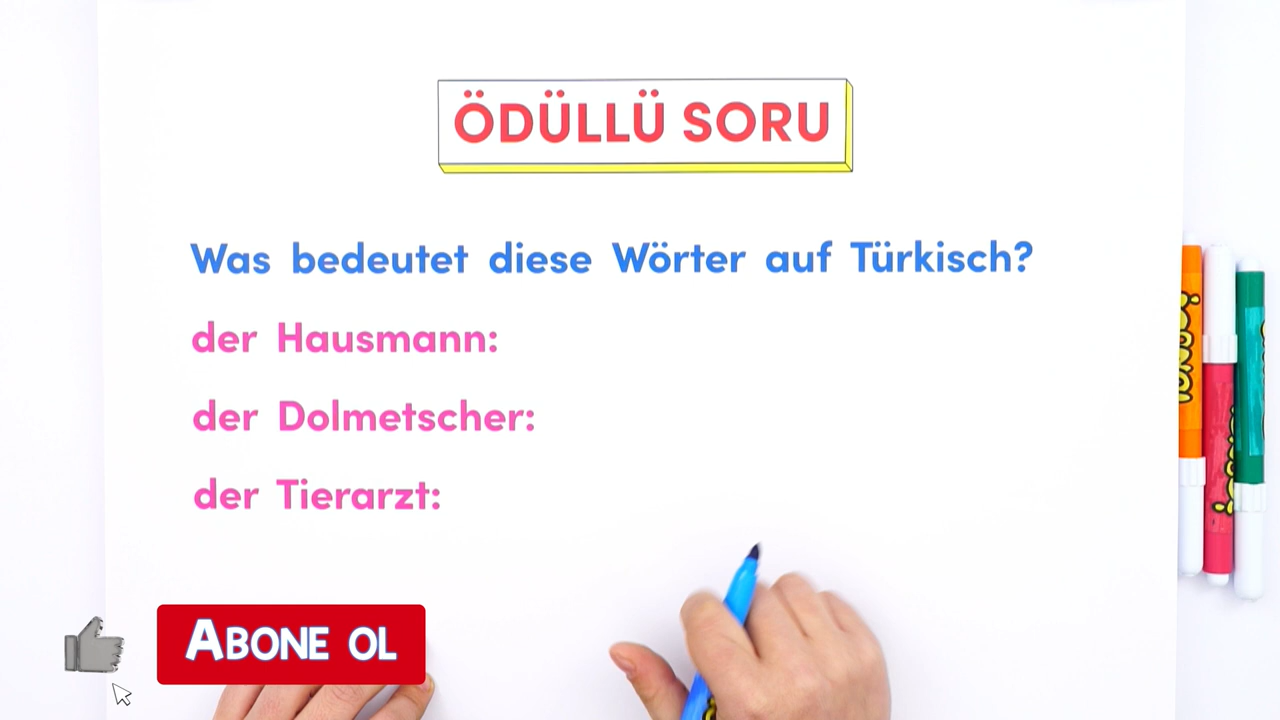 ÖDÜLLÜ SORU
Was bedeutet diese Wörter auf Türkisch?
der Hausmann:
der Dolmetscher:
der Tierarzt:
ABONE OL